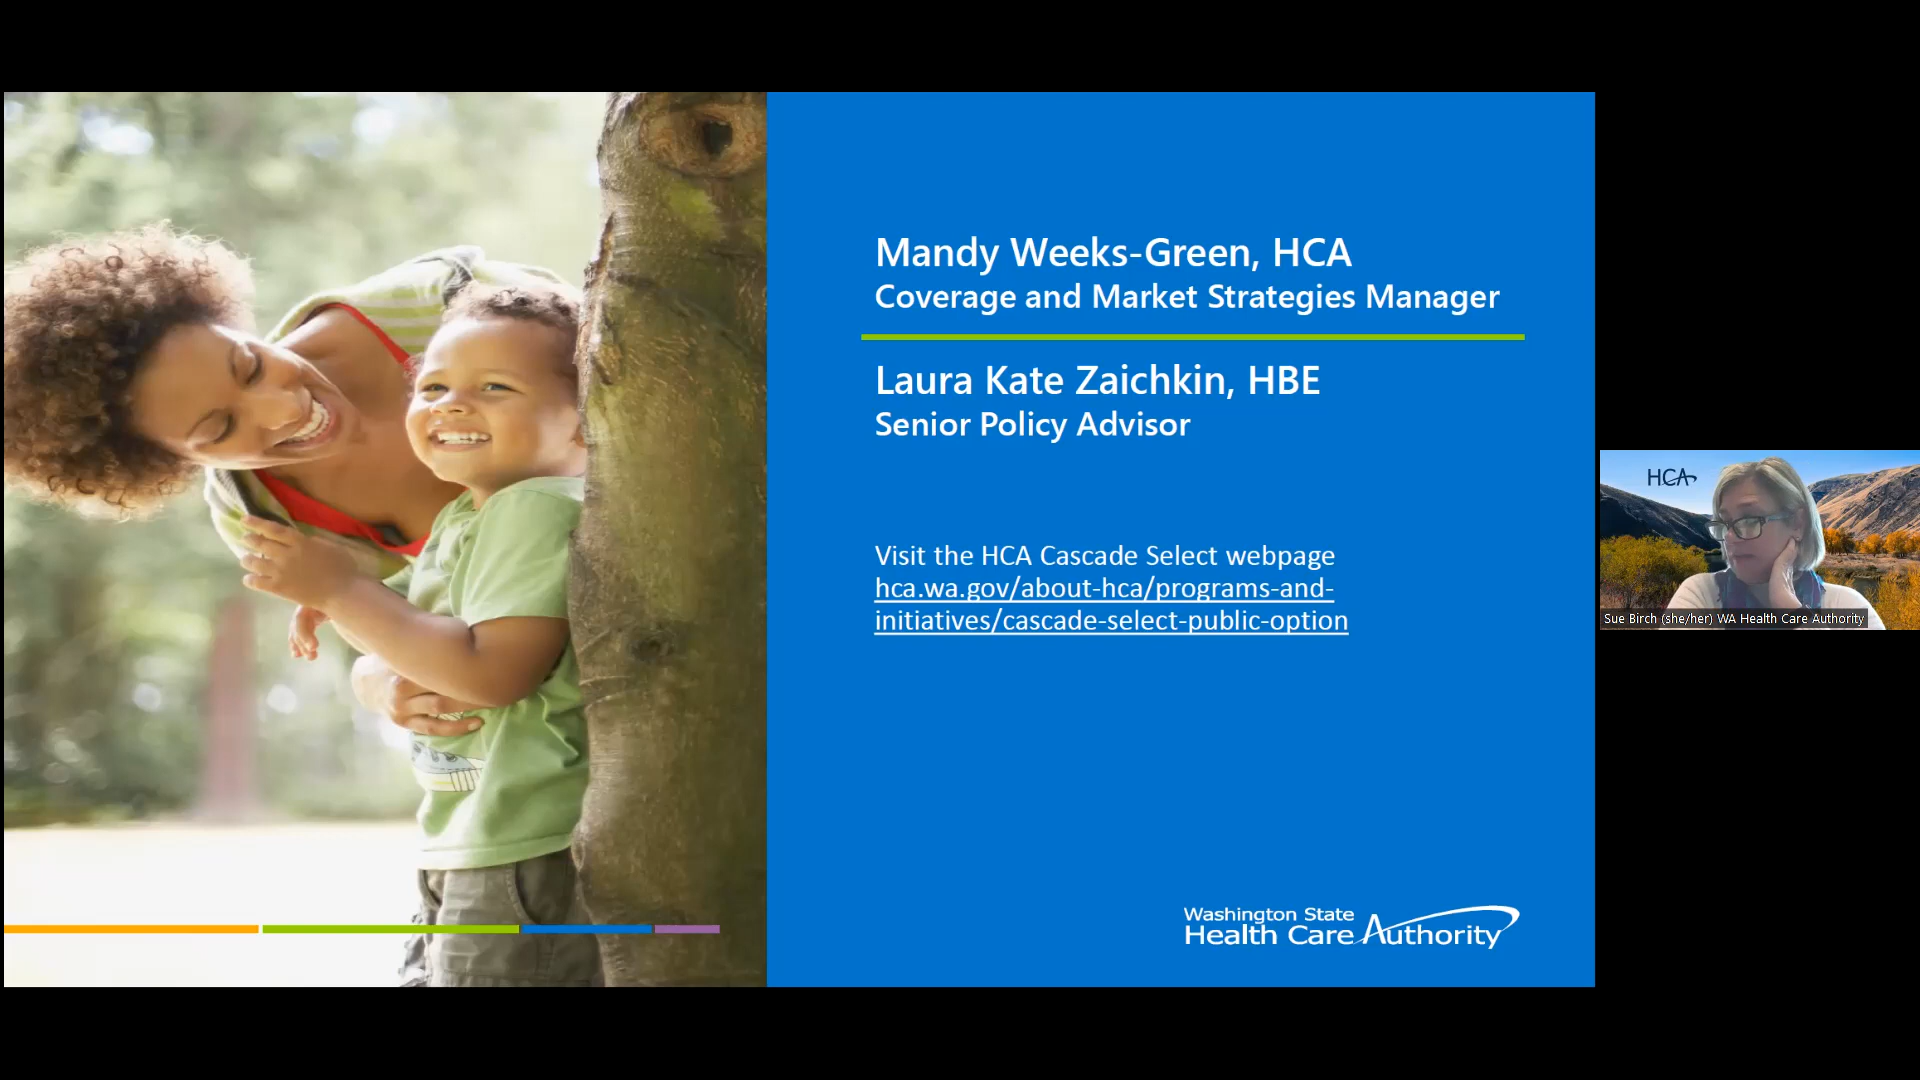 Mandy Weeks-Green, HCA
Coverage and Market Strategies Manager
Laura Kate Zaichkin, HBE
Senior Policy Advisor
Visit the HCA Cascade Select webpage
hca.wa.gov/about-hca/programs-and-
initiatives/cascade-select-public-option
Washington State
Health Care Authority
HCA
Sue Birch (she/her) WA Health Care Authority